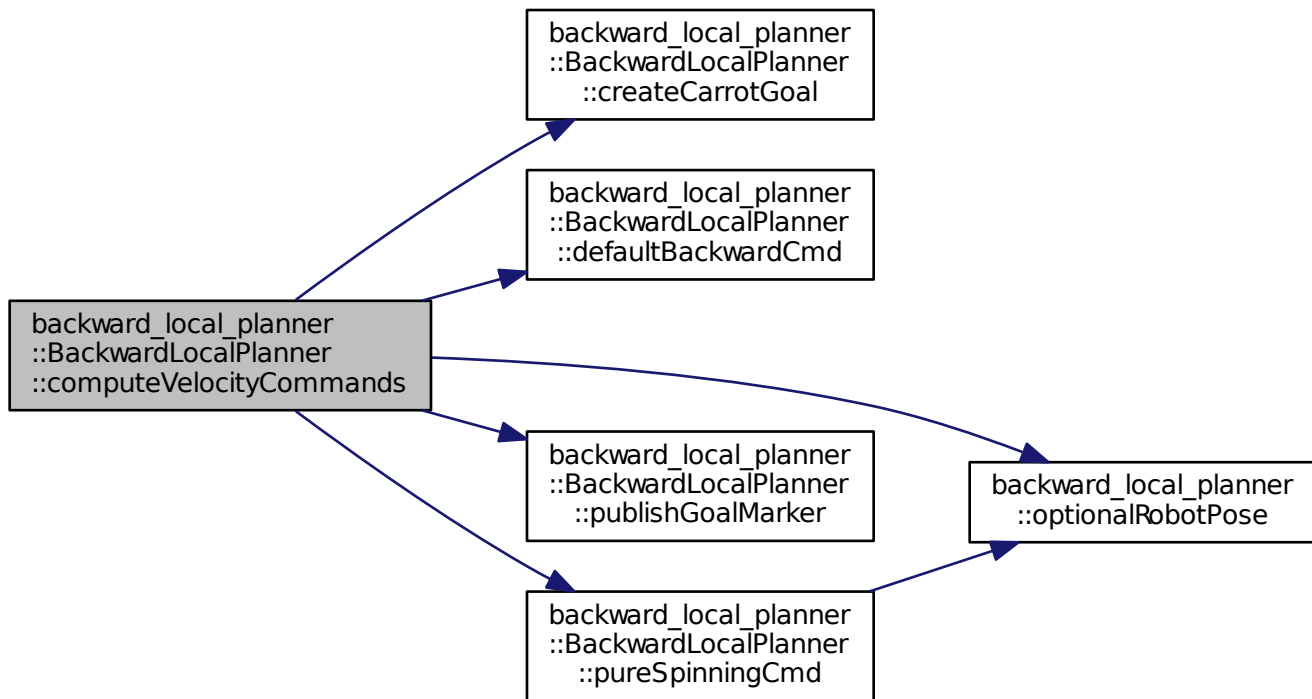 backward_local_planner
::BackwardLocalPlanner
::createCarrotGoal
backward_local_planner
::BackwardLocalPlanner
::defaultBackwardCmd
backward_local_planner
::BackwardLocalPlanner
::computeVelocityCommands
backward_local_planner
::BackwardLocalPlanner
::publishGoalMarker
backward_local_planner
::optionalRobotPose
backward_local_planner
::BackwardLocalPlanner
::pureSpinningCmd